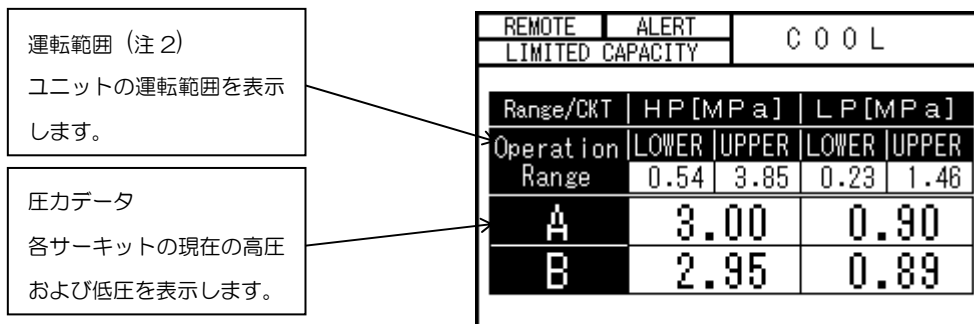 運転範囲（注 2）
ユニットの運転範囲を表示
します。
圧力データ
各サーキットの現在の高圧
および低圧を表示します。
REMOTE ALERT COOL
LIMITED CAPACITY
Range/CKT HP[MPa] LP[MPa]
Operation LOWER UPPER LOWER UPPER
Range 0.54 3.85 0.23 1.46
A 3.00 0.90
B 2.95 0.89